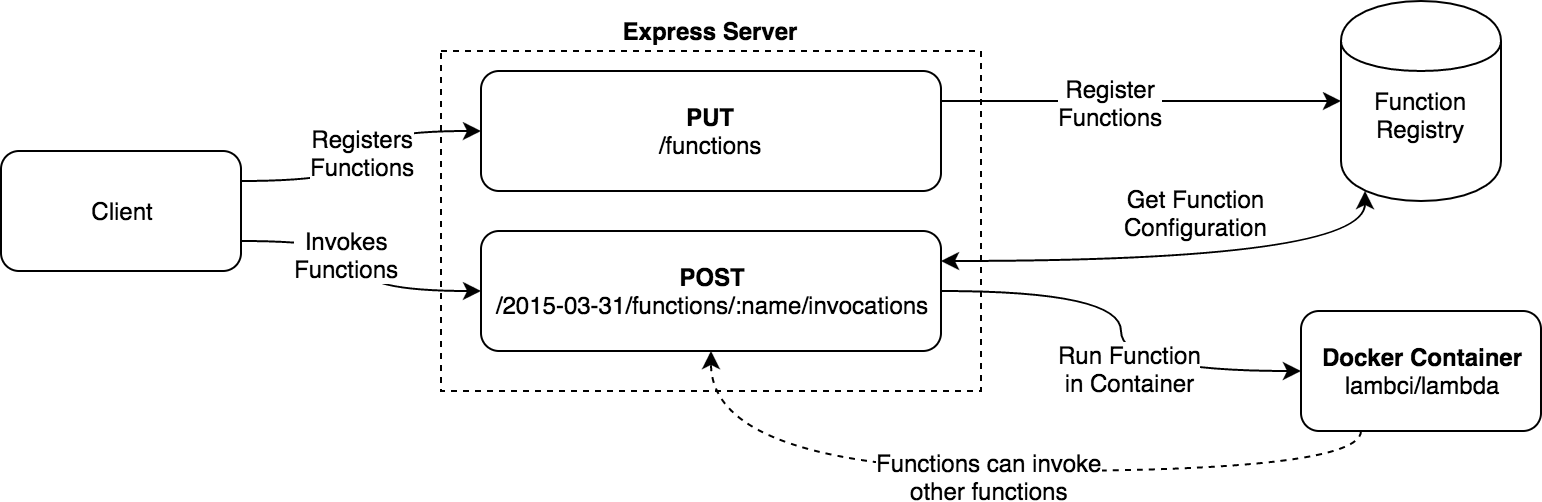 Express Server
PUT
/functions
Register
Functions
Function
Registry
Registers
Functions
Client
Invokes
Functions
Get Function
Configuration
POST
/2015-03-31/functions/:name/invocations
Run Function
in Container
Docker Container
lambci/lambda
Functions can invoke
other functions